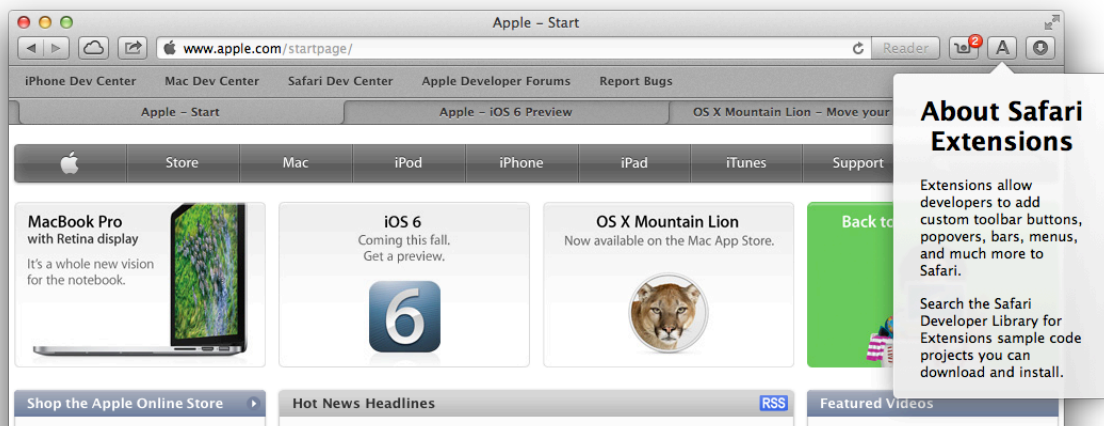 Apple – Start
www.apple.com/startpage/
Reader
2
A
iPhone Dev Center
Mac Dev Center
Safari Dev Center
Apple Developer Forums
Report Bugs
Apple – Start
Apple – iOS 6 Preview
OS X Mountain Lion – Move your
Store
Mac
iPod
iPhone
iPad
iTunes
Support
MacBook Pro
with Retina display
It's a whole new vision
for the notebook.
iOS 6
Coming this fall.
Get a preview.
6
OS X Mountain Lion
Now available on the Mac App Store.
Back to
About Safari
Extensions
Extensions allow
developers to add
custom toolbar buttons,
popovers, bars, menus,
and much more to
Safari.
Search the Safari
Developer Library for
Extensions sample code
projects you can
download and install.
Shop the Apple Online Store
Hot News Headlines
RSS
Featured Videos